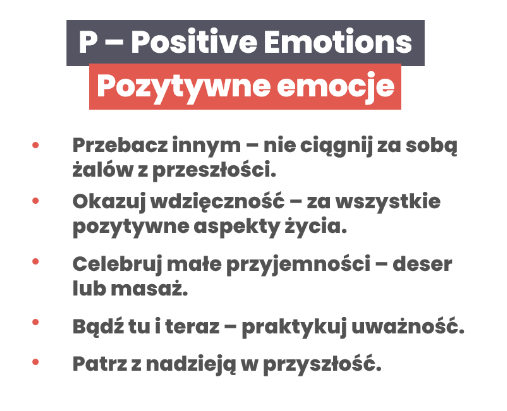 P – Positive Emotions
Pozytywne emocje
• Przebacz innym – nie ciągnij za sobą
żalów z przeszłości.
• Okazuj wdzięczność – za wszystkie
pozytywne aspekty życia.
• Celebruj małe przyjemności – deser
lub masaż.
• Bądź tu i teraz – praktykuj uważność.
• Patrz z nadzieją w przyszłość.